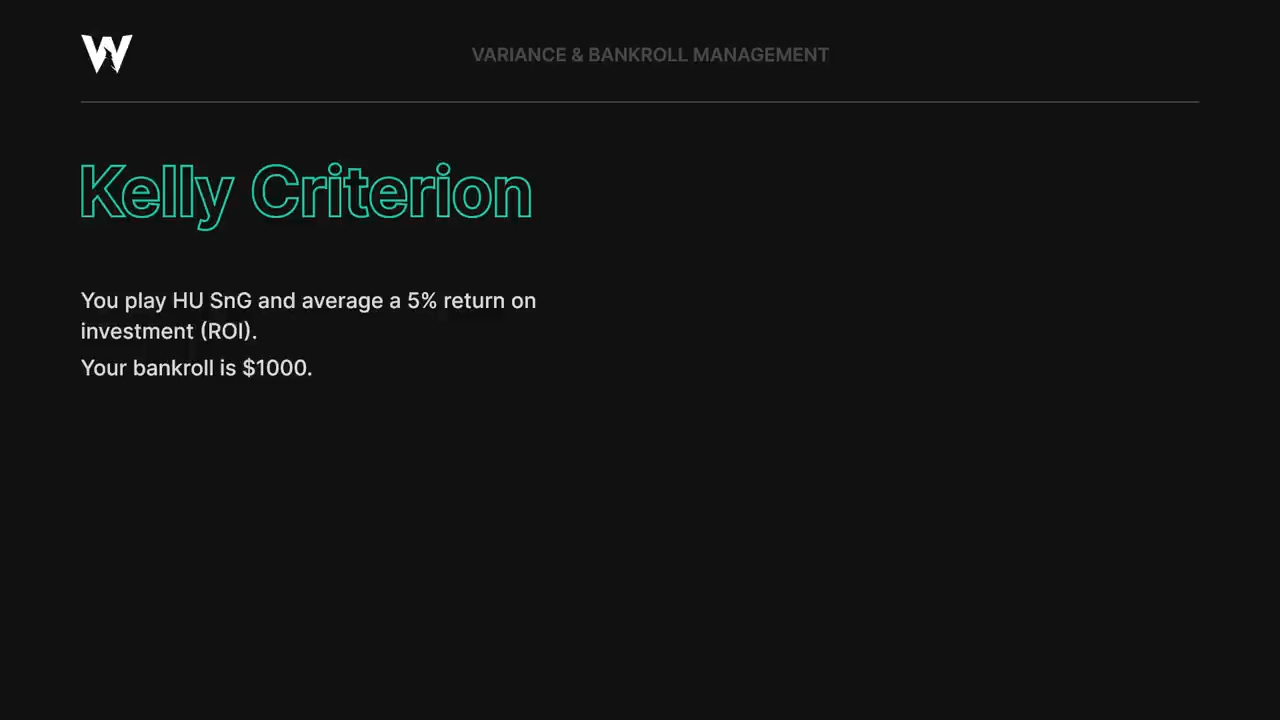 W
VARIANCE & BANKROLL MANAGEMENT
Kelly Criterion
You play HU SnG and average a 5% return on
investment (ROI).
Your bankroll is $1000.